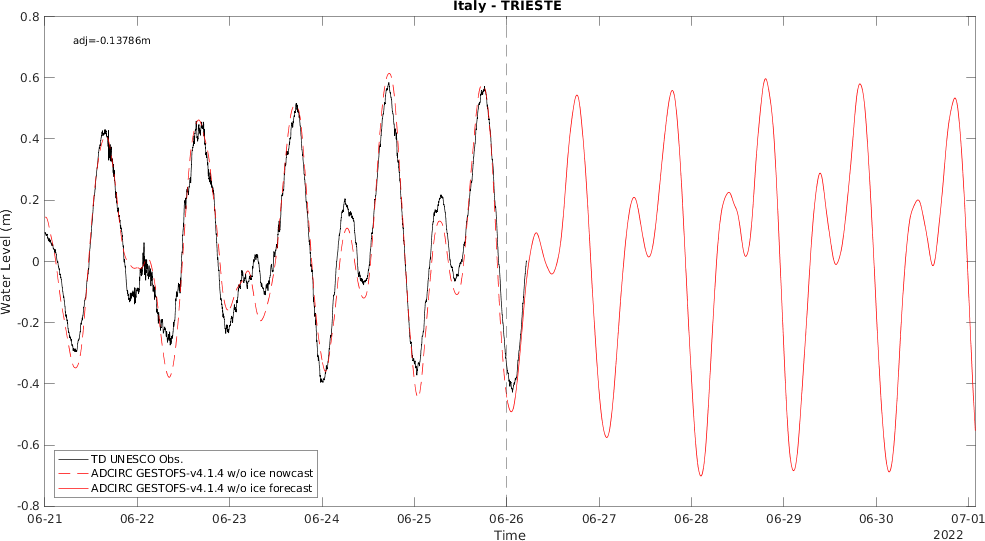 Italy - TRIESTE
adj=-0.13786m
Water Level (m)
0.8
0.6
0.4
0.2
0
-0.2
-0.4
-0.6
-0.8
TD UNESCO Obs.
ADCIRC GESTOFS-v4.1.4 w/o ice nowcast
ADCIRC GESTOFS-v4.1.4 w/o ice forecast
06-21 06-22 06-23 06-24 06-25 06-26 06-27 06-28 06-29 06-30 07-01
Time
2022